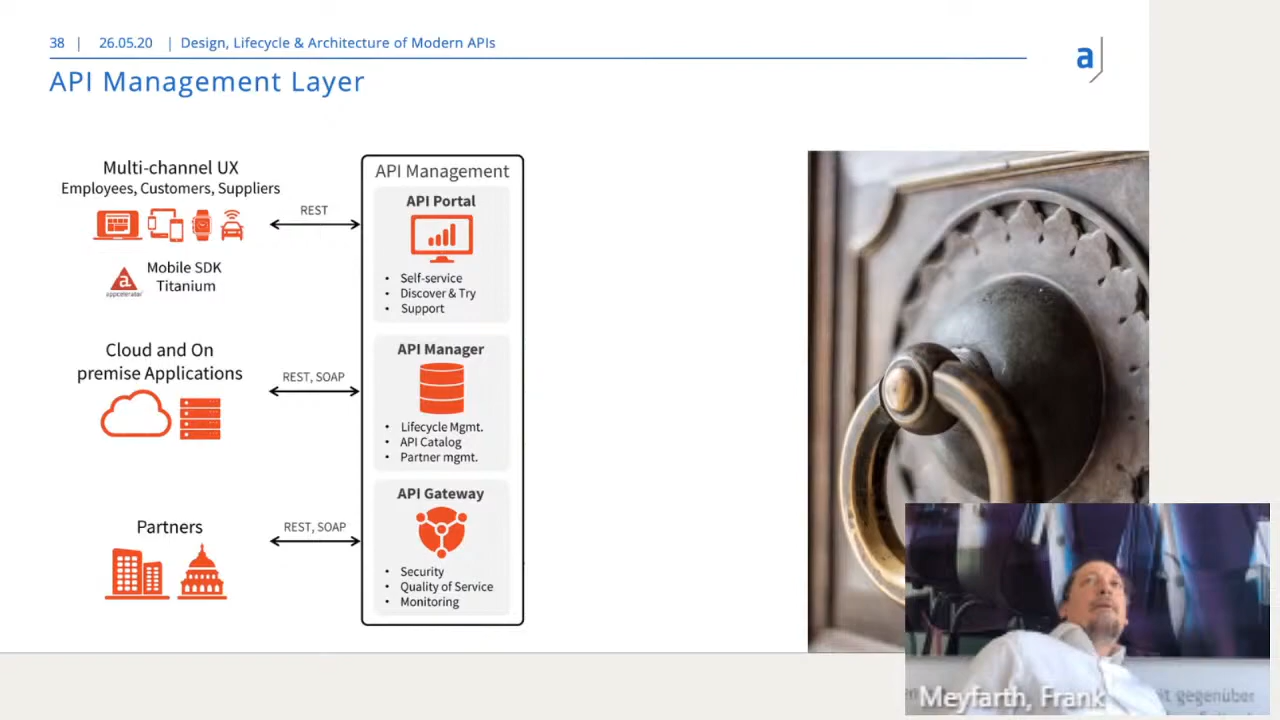 38 | 26.05.20 | Design, Lifecycle & Architecture of Modern APIs
a
API Management Layer
Multi-channel UX
Employees, Customers, Suppliers
REST
Mobile SDK
Titanium
a
appcelerator
Cloud and On
premise Applications
REST, SOAP
Partners
REST, SOAP
API Management
API Portal
• Self-service
• Discover & Try
• Support
API Manager
• Lifecycle Mgmt.
• API Catalog
• Partner mgmt.
API Gateway
• Security
• Quality of Service
• Monitoring
Meyfarth, Frank
it gegenüber